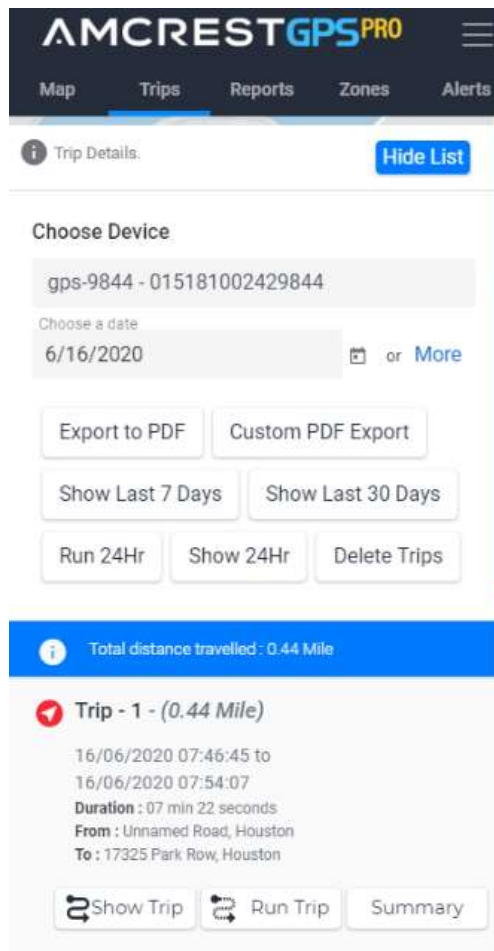 AMCRESTGPSPRO
Map Trips Reports Zones Alerts
Trip Details.
Hide List
Choose Device
gps-9844 - 015181002429844
Choose a date
6/16/2020 or More
Export to PDF Custom PDF Export
Show Last 7 Days Show Last 30 Days
Run 24Hr Show 24Hr Delete Trips
Total distance travelled : 0.44 Mile
Trip - 1 - (0.44 Mile)
16/06/2020 07:46:45 to
16/06/2020 07:54:07
Duration : 07 min 22 seconds
From : Unnamed Road, Houston
To : 17325 Park Row, Houston
Show Trip Run Trip Summary